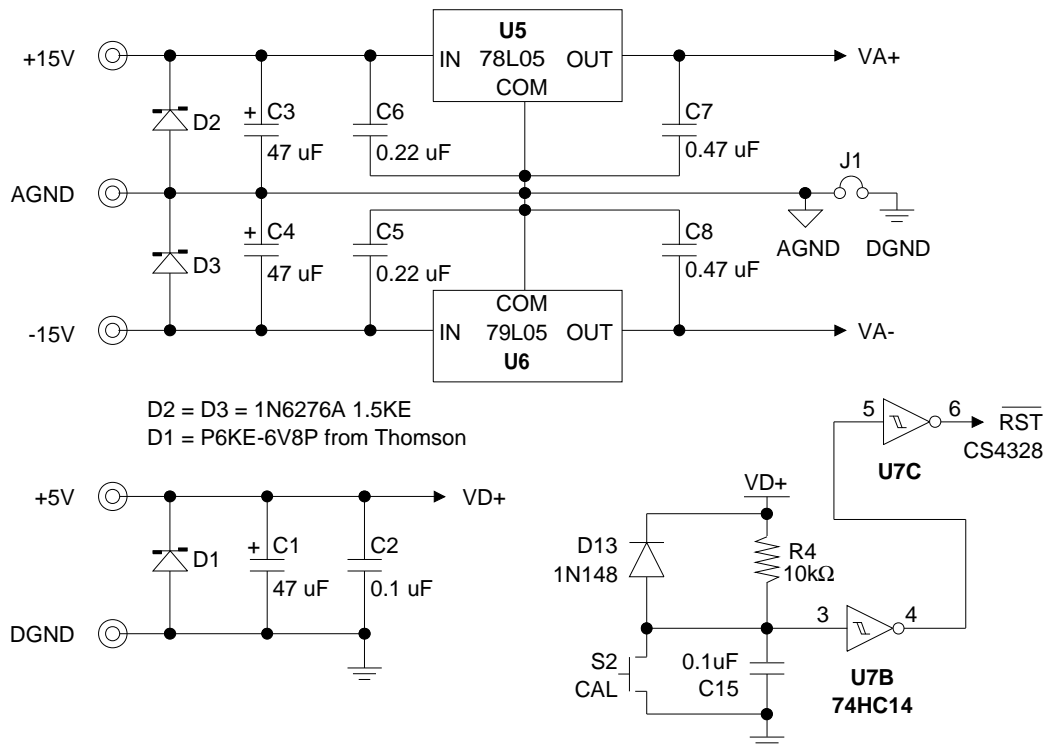 U5
+15V
IN 78L05 OUT
COM
VA+
D2
+ C3
47 uF
C6
0.22 uF
C7
0.47 uF
J1
AGND
AGND
DGND
D3
+ C4
47 uF
C5
0.22 uF
C8
0.47 uF
COM
-15V
IN 79L05 OUT
U6
VA-
D2 = D3 = 1N6276A 1.5KE
D1 = P6KE-6V8P from Thomson
5
6
RST
CS4328
U7C
+5V
VD+
VD+
D1
+ C1
47 uF
C2
0.1 uF
D13
1N148
R4
10kΩ
DGND
3
4
S2
CAL
0.1uF
C15
U7B
74HC14